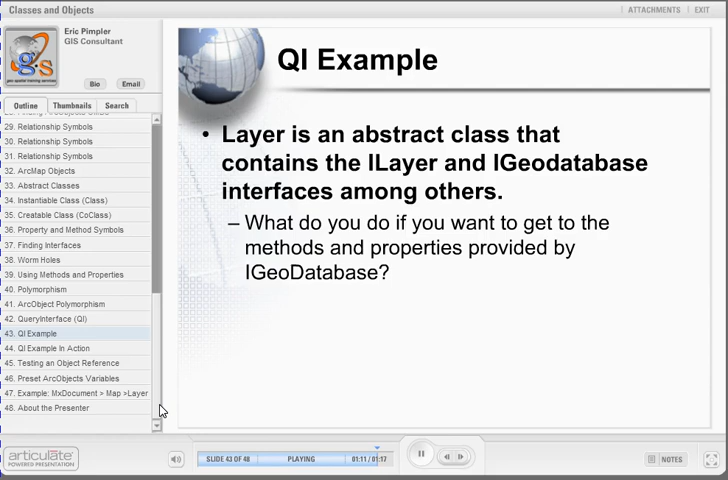 Classes and Objects
ATTACHMENTS
EXIT
Eric Pimpler
GIS Consultant
geo spatial training services
Bio
Email
Outline
Thumbnails
Search
29. Relationship Symbols
30. Relationship Symbols
31. Relationship Symbols
32. ArcMap Objects
33. Abstract Classes
34. Instantiable Class (Class)
35. Creatable Class (CoClass)
36. Property and Method Symbols
37. Finding Interfaces
38. Worm Holes
39. Using Methods and Properties
40. Polymorphism
41. ArcObject Polymorphism
42. QueryInterface (QI)
43. QI Example
44. QI Example In Action
45. Testing an Object Reference
46. Preset ArcObjects Variables
47. Example: MxDocument > Map >Layer
48. About the Presenter
QI Example
• Layer is an abstract class that
contains the ILayer and IGeodatabase
interfaces among others.
– What do you do if you want to get to the
methods and properties provided by
IGeoDatabase?
articulate
POWERED PRESENTATION
SLIDE 43 OF 48
PLAYING
01:11 / 01:17
NOTES